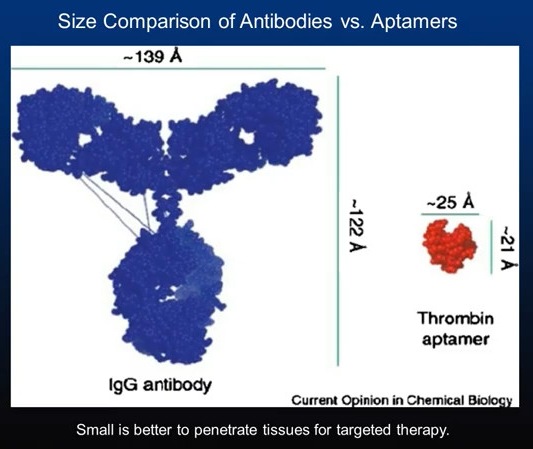 Size Comparison of Antibodies vs. Aptamers
~139 Å
~122 Å
~25 Å
~21 Å
Thrombin
aptamer
IgG antibody
Current Opinion in Chemical Biology
Small is better to penetrate tissues for targeted therapy.